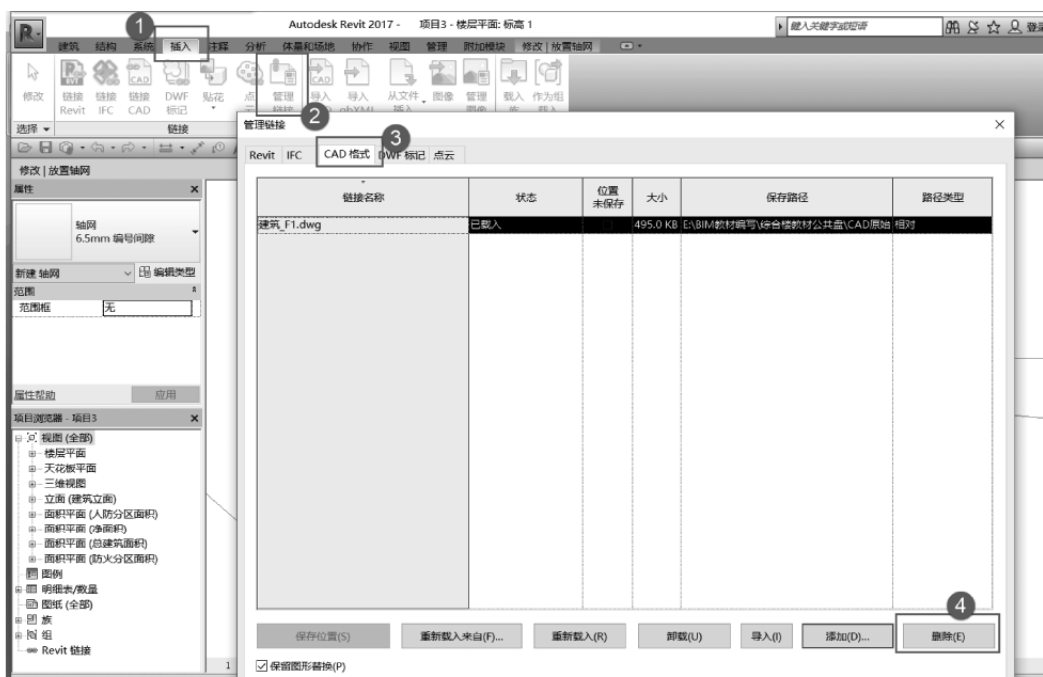 1
Autodesk Revit 2017 - 项目3 - 楼层平面: 标高 1
键入关键字或短语
登录
建筑 结构 系统 插入 注释 分析 体量和场地 协作 视图 管理 附加模块 修改 | 放置轴网
修改 链接 链接 链接 DWF 贴花 点 管理 导入 导入 从文件 图像 管理 载入 作为组
Revit IFC CAD 标记 云 链接 CAD gbXML 插入 图像 族 载入
选择 链接
2
管理链接
3
Revit IFC CAD 格式 DWF 标记 点云
修改 | 放置轴网
属性
轴网
6.5mm 编号间隙
新建 轴网 编辑类型
范围
范围框 无
属性帮助 应用
链接名称 状态 位置未保存 大小 保存路径 路径类型
建筑_F1.dwg 已载入 495.0 KB E:\BIM教材编写\综合楼教材公共盘\CAD原始 相对
项目浏览器 - 项目3
视图 (全部)
楼层平面
天花板平面
三维视图
立面 (建筑立面)
面积平面 (人防分区面积)
面积平面 (净面积)
面积平面 (总建筑面积)
面积平面 (防火分区面积)
图例
明细表/数量
图纸 (全部)
族
组
Revit 链接
4
保存位置(S) 重新载入来自(F)... 重新载入(R) 卸载(U) 导入(I) 添加(D)... 删除(E)
1
保留图形替换(P)